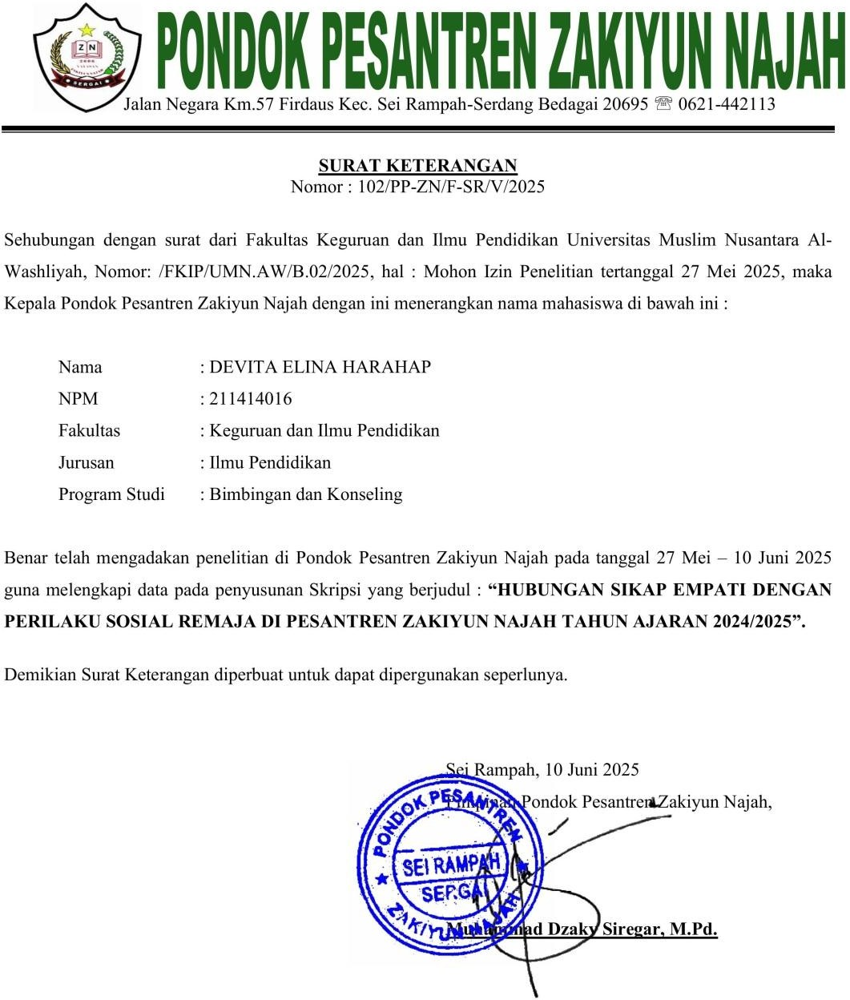 PONDOK PESANTREN ZAKIYUN NAJAH
Z N
2006
YAYASAN
SERGAI
Jalan Negara Km.57 Firdaus Kec. Sei Rampah-Serdang Bedagai 20695 ☏ 0621-442113
SURAT KETERANGAN
Nomor : 102/PP-ZN/F-SR/V/2025
Sehubungan dengan surat dari Fakultas Keguruan dan Ilmu Pendidikan Universitas Muslim Nusantara Al-
Washliyah, Nomor: /FKIP/UMN.AW/B.02/2025, hal : Mohon Izin Penelitian tertanggal 27 Mei 2025, maka
Kepala Pondok Pesantren Zakiyun Najah dengan ini menerangkan nama mahasiswa di bawah ini :
Nama : DEVITA ELINA HARAHAP
NPM : 211414016
Fakultas : Keguruan dan Ilmu Pendidikan
Jurusan : Ilmu Pendidikan
Program Studi : Bimbingan dan Konseling
Benar telah mengadakan penelitian di Pondok Pesantren Zakiyun Najah pada tanggal 27 Mei – 10 Juni 2025
guna melengkapi data pada penyusunan Skripsi yang berjudul : “HUBUNGAN SIKAP EMPATI DENGAN
PERILAKU SOSIAL REMAJA DI PESANTREN ZAKIYUN NAJAH TAHUN AJARAN 2024/2025”.
Demikian Surat Keterangan diperbuat untuk dapat dipergunakan seperlunya.
Sei Rampah, 10 Juni 2025
Pimpinan Pondok Pesantren Zakiyun Najah,
PONDOK PESANTREN
SEI RAMPAH
SERGAI
ZAKIYUN NAJAH
Muhammad Dzaky Siregar, M.Pd.